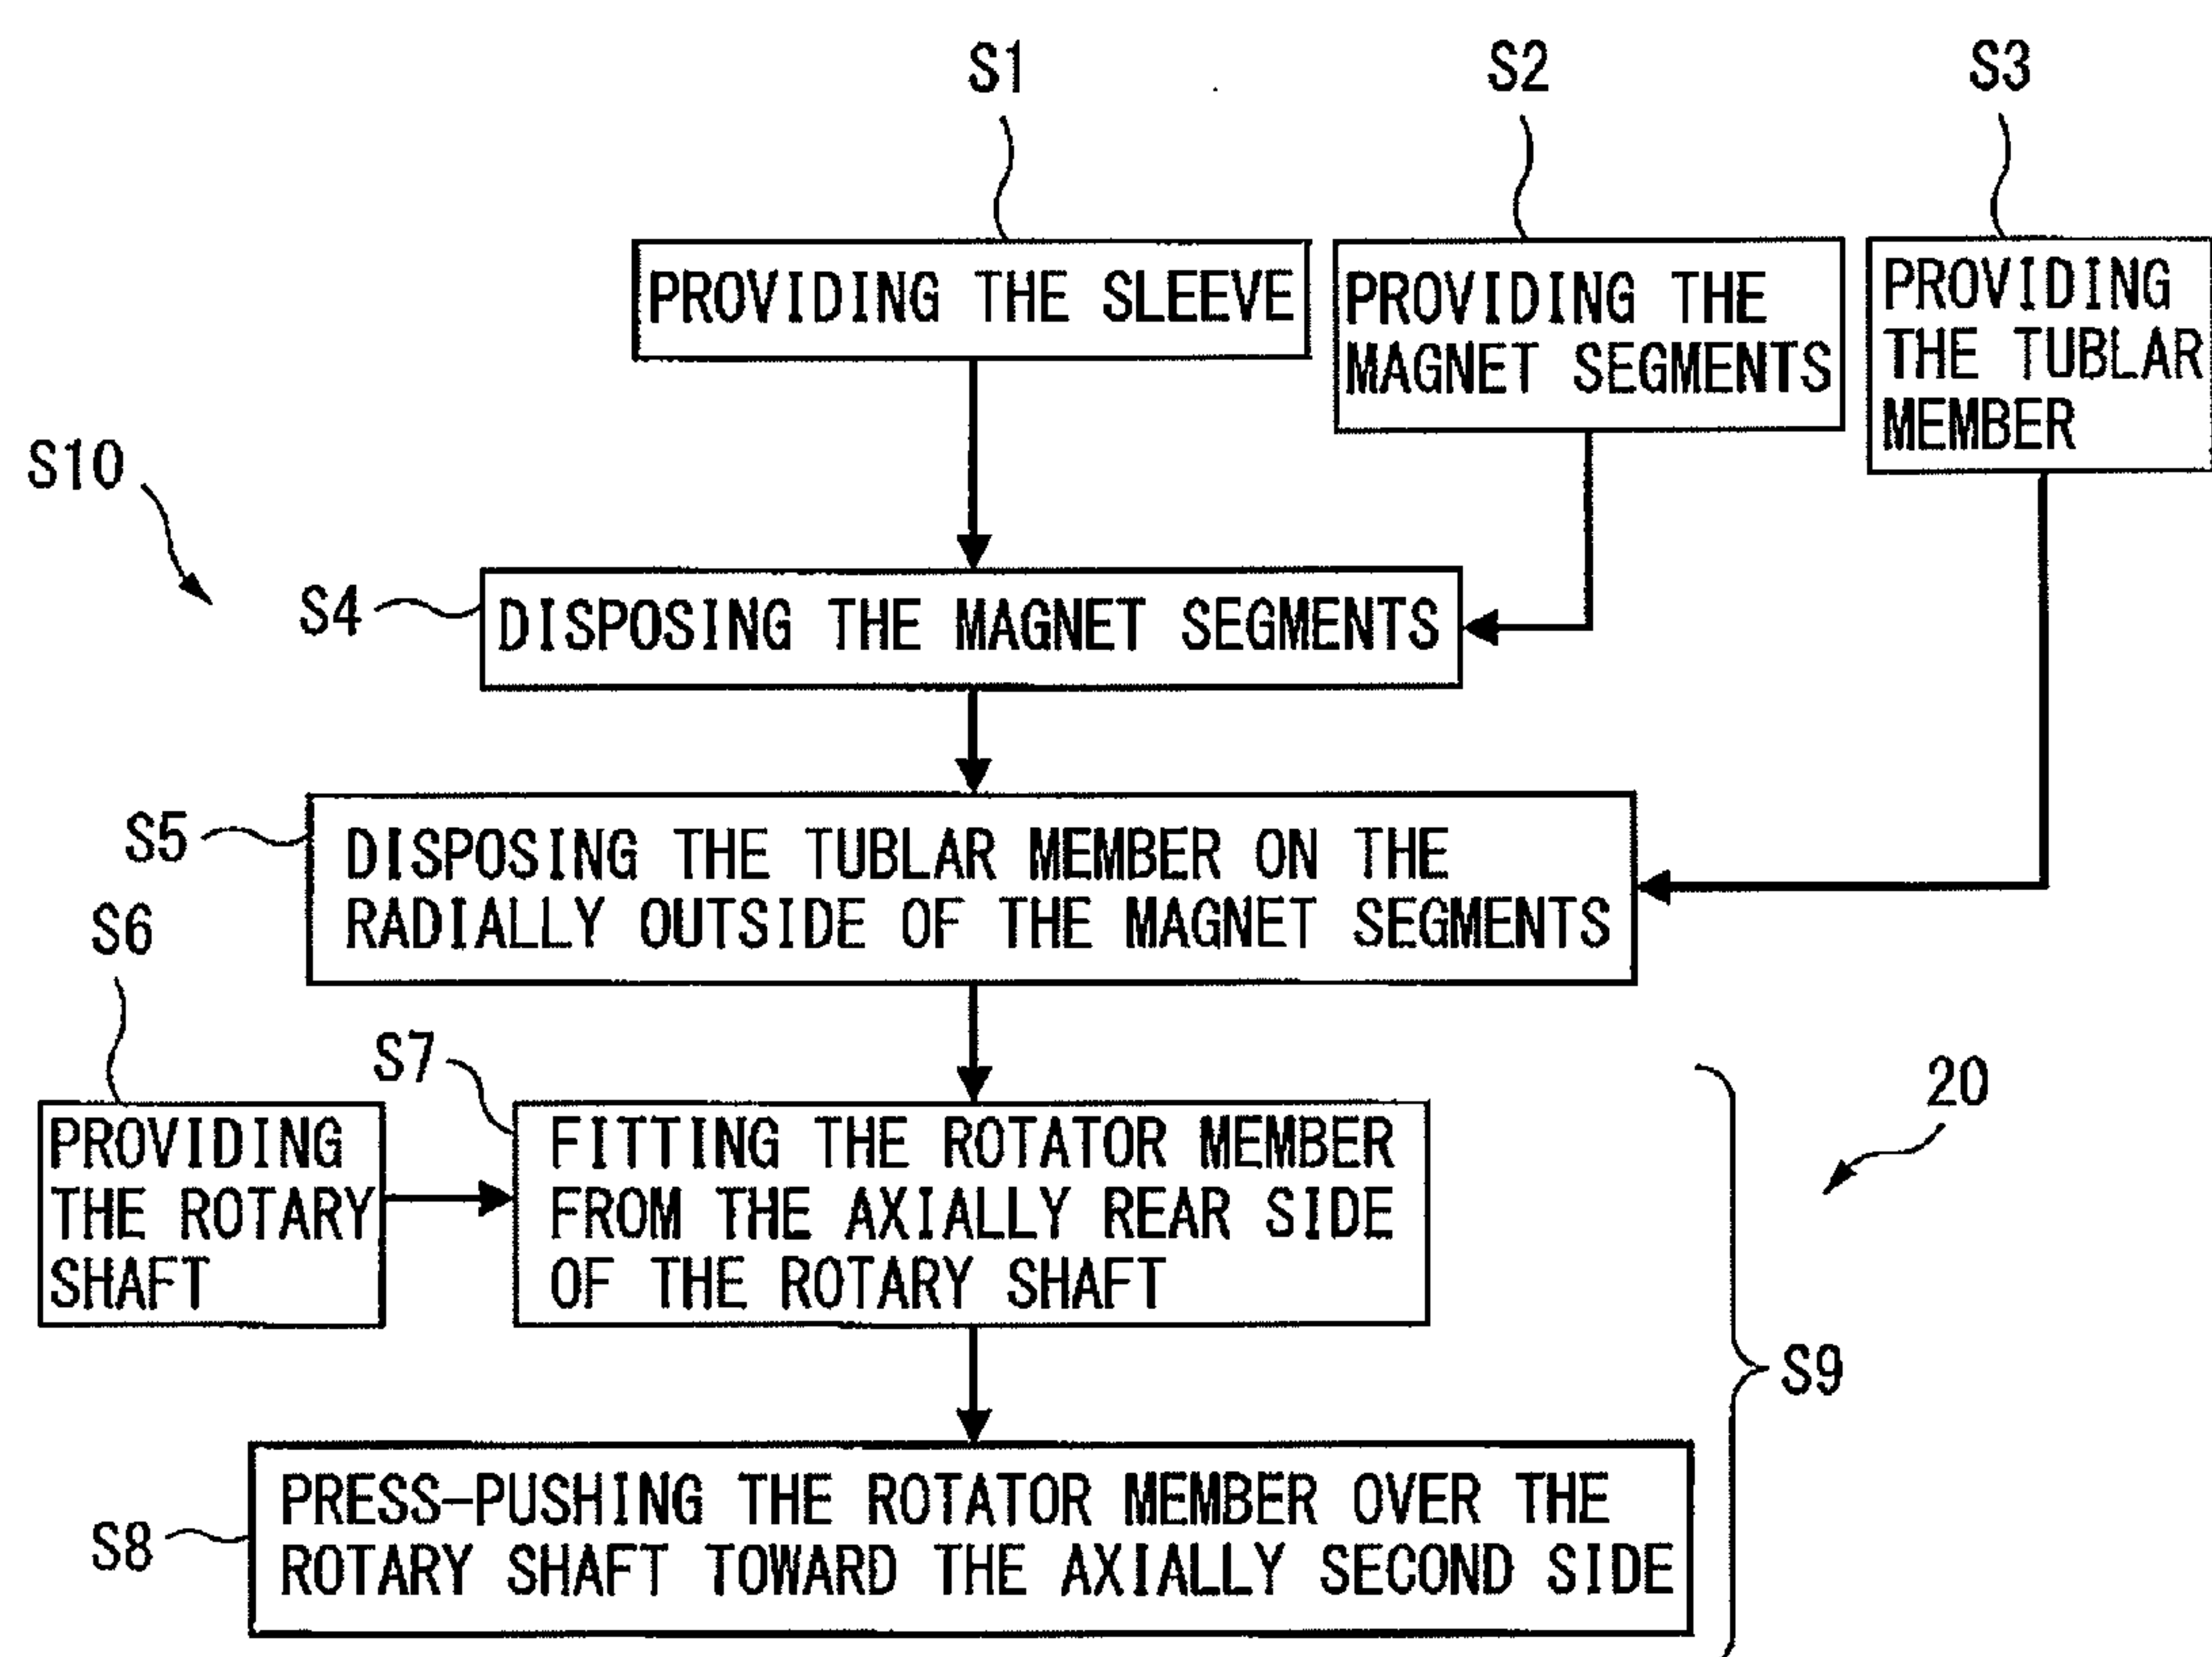 S1
S2
S3
PROVIDING THE SLEEVE
PROVIDING THE
MAGNET SEGMENTS
PROVIDING
THE TUBLAR
MEMBER
S10
S4
DISPOSING THE MAGNET SEGMENTS
S5
DISPOSING THE TUBLAR MEMBER ON THE
RADIALLY OUTSIDE OF THE MAGNET SEGMENTS
S6
PROVIDING
THE ROTARY
SHAFT
S7
FITTING THE ROTATOR MEMBER
FROM THE AXIALLY REAR SIDE
OF THE ROTARY SHAFT
20
S9
S8
PRESS-PUSHING THE ROTATOR MEMBER OVER THE
ROTARY SHAFT TOWARD THE AXIALLY SECOND SIDE